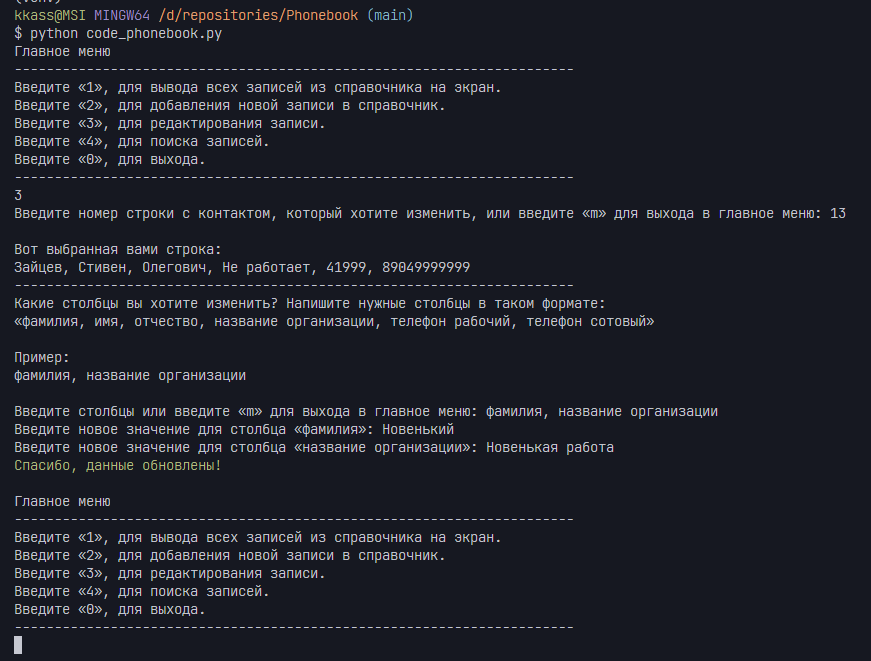 kkass@MSI MINGW64 /d/repositories/Phonebook (main)
$ python code_phonebook.py
Главное меню
----------------------------------------------------------------------
Введите «1», для вывода всех записей из справочника на экран.
Введите «2», для добавления новой записи в справочник.
Введите «3», для редактирования записи.
Введите «4», для поиска записей.
Введите «0», для выхода.
----------------------------------------------------------------------
3
Введите номер строки с контактом, который хотите изменить, или введите «m» для выхода в главное меню: 13
Вот выбранная вами строка:
Зайцев, Стивен, Олегович, Не работает, 41999, 89049999999
----------------------------------------------------------------------
Какие столбцы вы хотите изменить? Напишите нужные столбцы в таком формате:
«фамилия, имя, отчество, название организации, телефон рабочий, телефон сотовый»
Пример:
фамилия, название организации
Введите столбцы или введите «m» для выхода в главное меню: фамилия, название организации
Введите новое значение для столбца «фамилия»: Новенький
Введите новое значение для столбца «название организации»: Новенькая работа
Спасибо, данные обновлены!
Главное меню
----------------------------------------------------------------------
Введите «1», для вывода всех записей из справочника на экран.
Введите «2», для добавления новой записи в справочник.
Введите «3», для редактирования записи.
Введите «4», для поиска записей.
Введите «0», для выхода.
----------------------------------------------------------------------